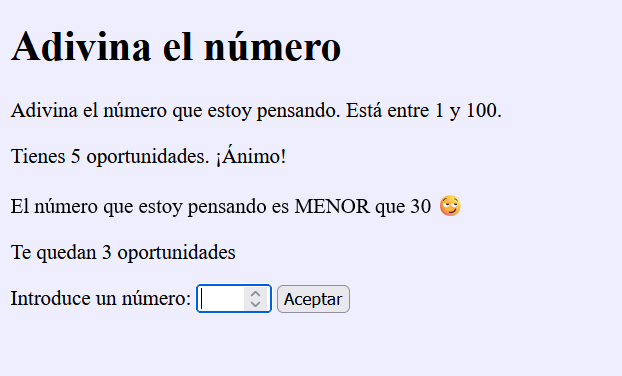 Adivina el número
Adivina el número que estoy pensando. Está entre 1 y 100.
Tienes 5 oportunidades. ¡Ánimo!
El número que estoy pensando es MENOR que 30 🙄
Te quedan 3 oportunidades
Introduce un número: Aceptar